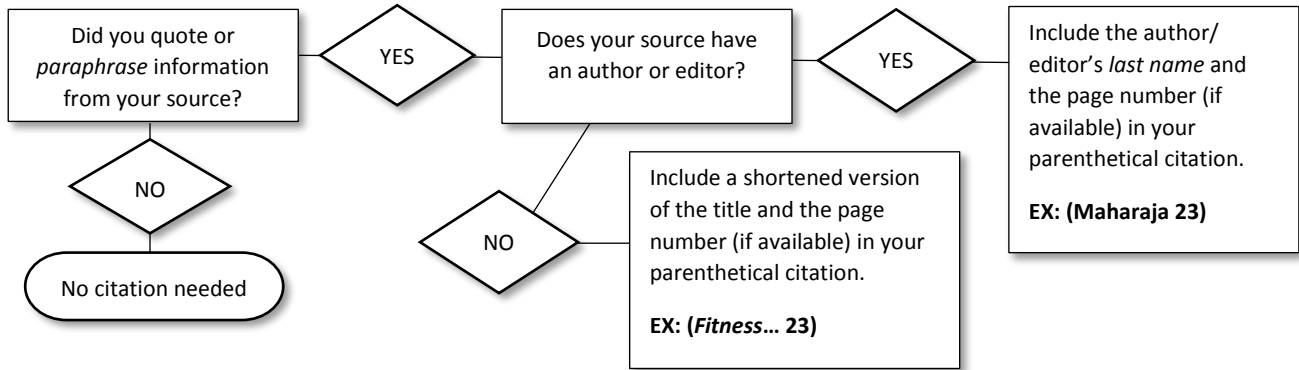 Did you quote or
paraphrase information
from your source?
YES
Does your source have
an author or editor?
YES
Include the author/
editor’s last name and
the page number (if
available) in your
parenthetical citation.
EX: (Maharaja 23)
NO
No citation needed
NO
Include a shortened version
of the title and the page
number (if available) in your
parenthetical citation.
EX: (Fitness… 23)